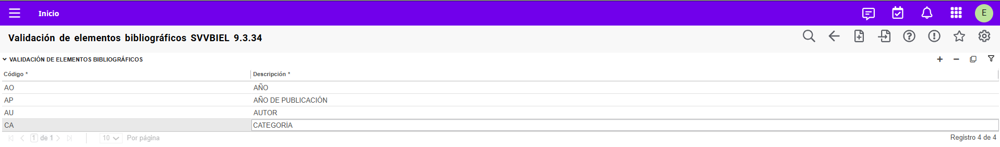 Inicio
E
Validación de elementos bibliográficos SVVBIEL 9.3.34
VALIDACIÓN DE ELEMENTOS BIBLIOGRÁFICOS
Código * Descripción *
AO AÑO
AP AÑO DE PUBLICACIÓN
AU AUTOR
CA CATEGORÍA
1 de 1 10 Por página Registro 4 de 4